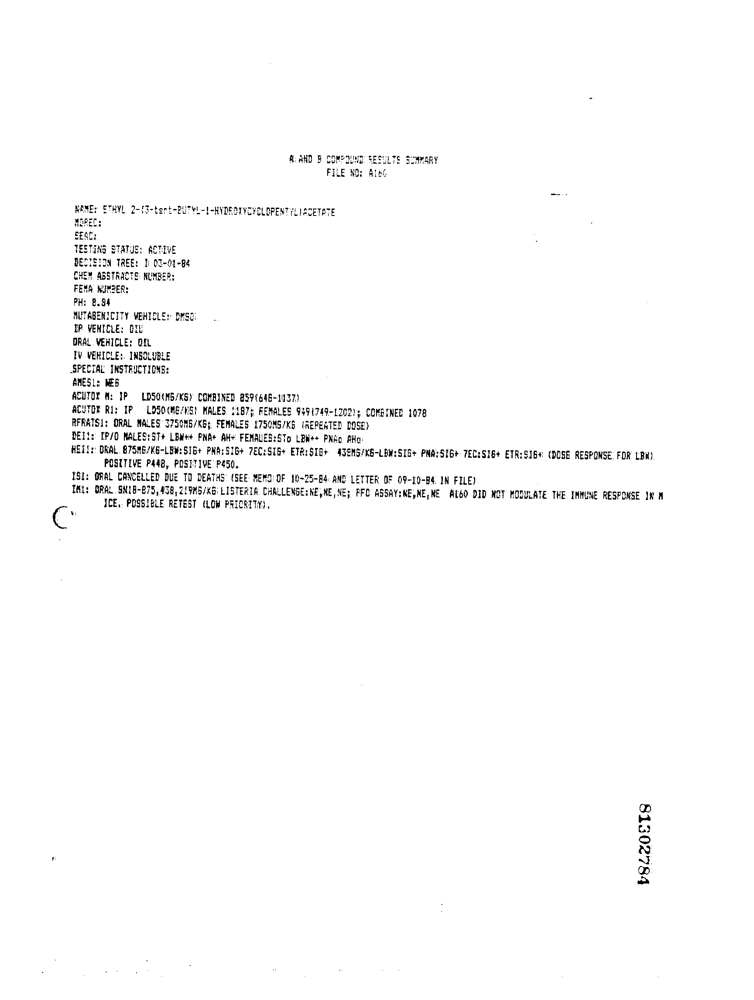 A AND B COMPOUND RESULTS SUMMARY
FILE NO: A160
NAME: ETHYL 2-(3-tert-BUTYL-1-HYDROXYCYCLOPENTYL)ACETATE
MOREC:
SEAC:
TESTING STATUS: ACTIVE
DECISION TREE: 1 03-01-84
CHEM ABSTRACTS NUMBER:
FEMA NUMBER:
PH: 8.84
MUTAGENICITY VEHICLE: DMSO
IP VEHICLE: OIL
ORAL VEHICLE: OIL
IV VEHICLE: INSOLUBLE
SPECIAL INSTRUCTIONS:
AMES1: NEG
ACUTOX M: IP LD50(MG/KG) COMBINED 859(648-1037)
ACUTOX R1: IP LD50(MG/KG) MALES 1187; FEMALES 949(749-1202); COMBINED 1078
RFRATS1: ORAL MALES 3750MG/KG; FEMALES 1750MG/KG (REPEATED DOSE)
DEI1: IP/O MALES:ST+ LBW++ PNA+ AH+ FEMALES:STo LBW++ PNAo AHo
HEI1: ORAL 875MG/KG-LBW:SIG+ PNA:SIG+ 7EC:SIG+ ETR:SIG+ 438MG/KG-LBW:SIG+ PNA:SIG+ 7EC:SIG+ ETR:SIG+ (DOSE RESPONSE FOR LBW)
POSITIVE P448, POSITIVE P450.
IS1: ORAL CANCELLED DUE TO DEATHS (SEE MEMO OF 10-25-84 AND LETTER OF 09-10-84 IN FILE)
IM1: ORAL SN18-875,438,219MG/KG LISTERIA CHALLENGE:NE,NE,NE; PFC ASSAY:NE,NE,NE A160 DID NOT MODULATE THE IMMUNE RESPONSE IN M
ICE. POSSIBLE RETEST (LOW PRIORITY).
81302784